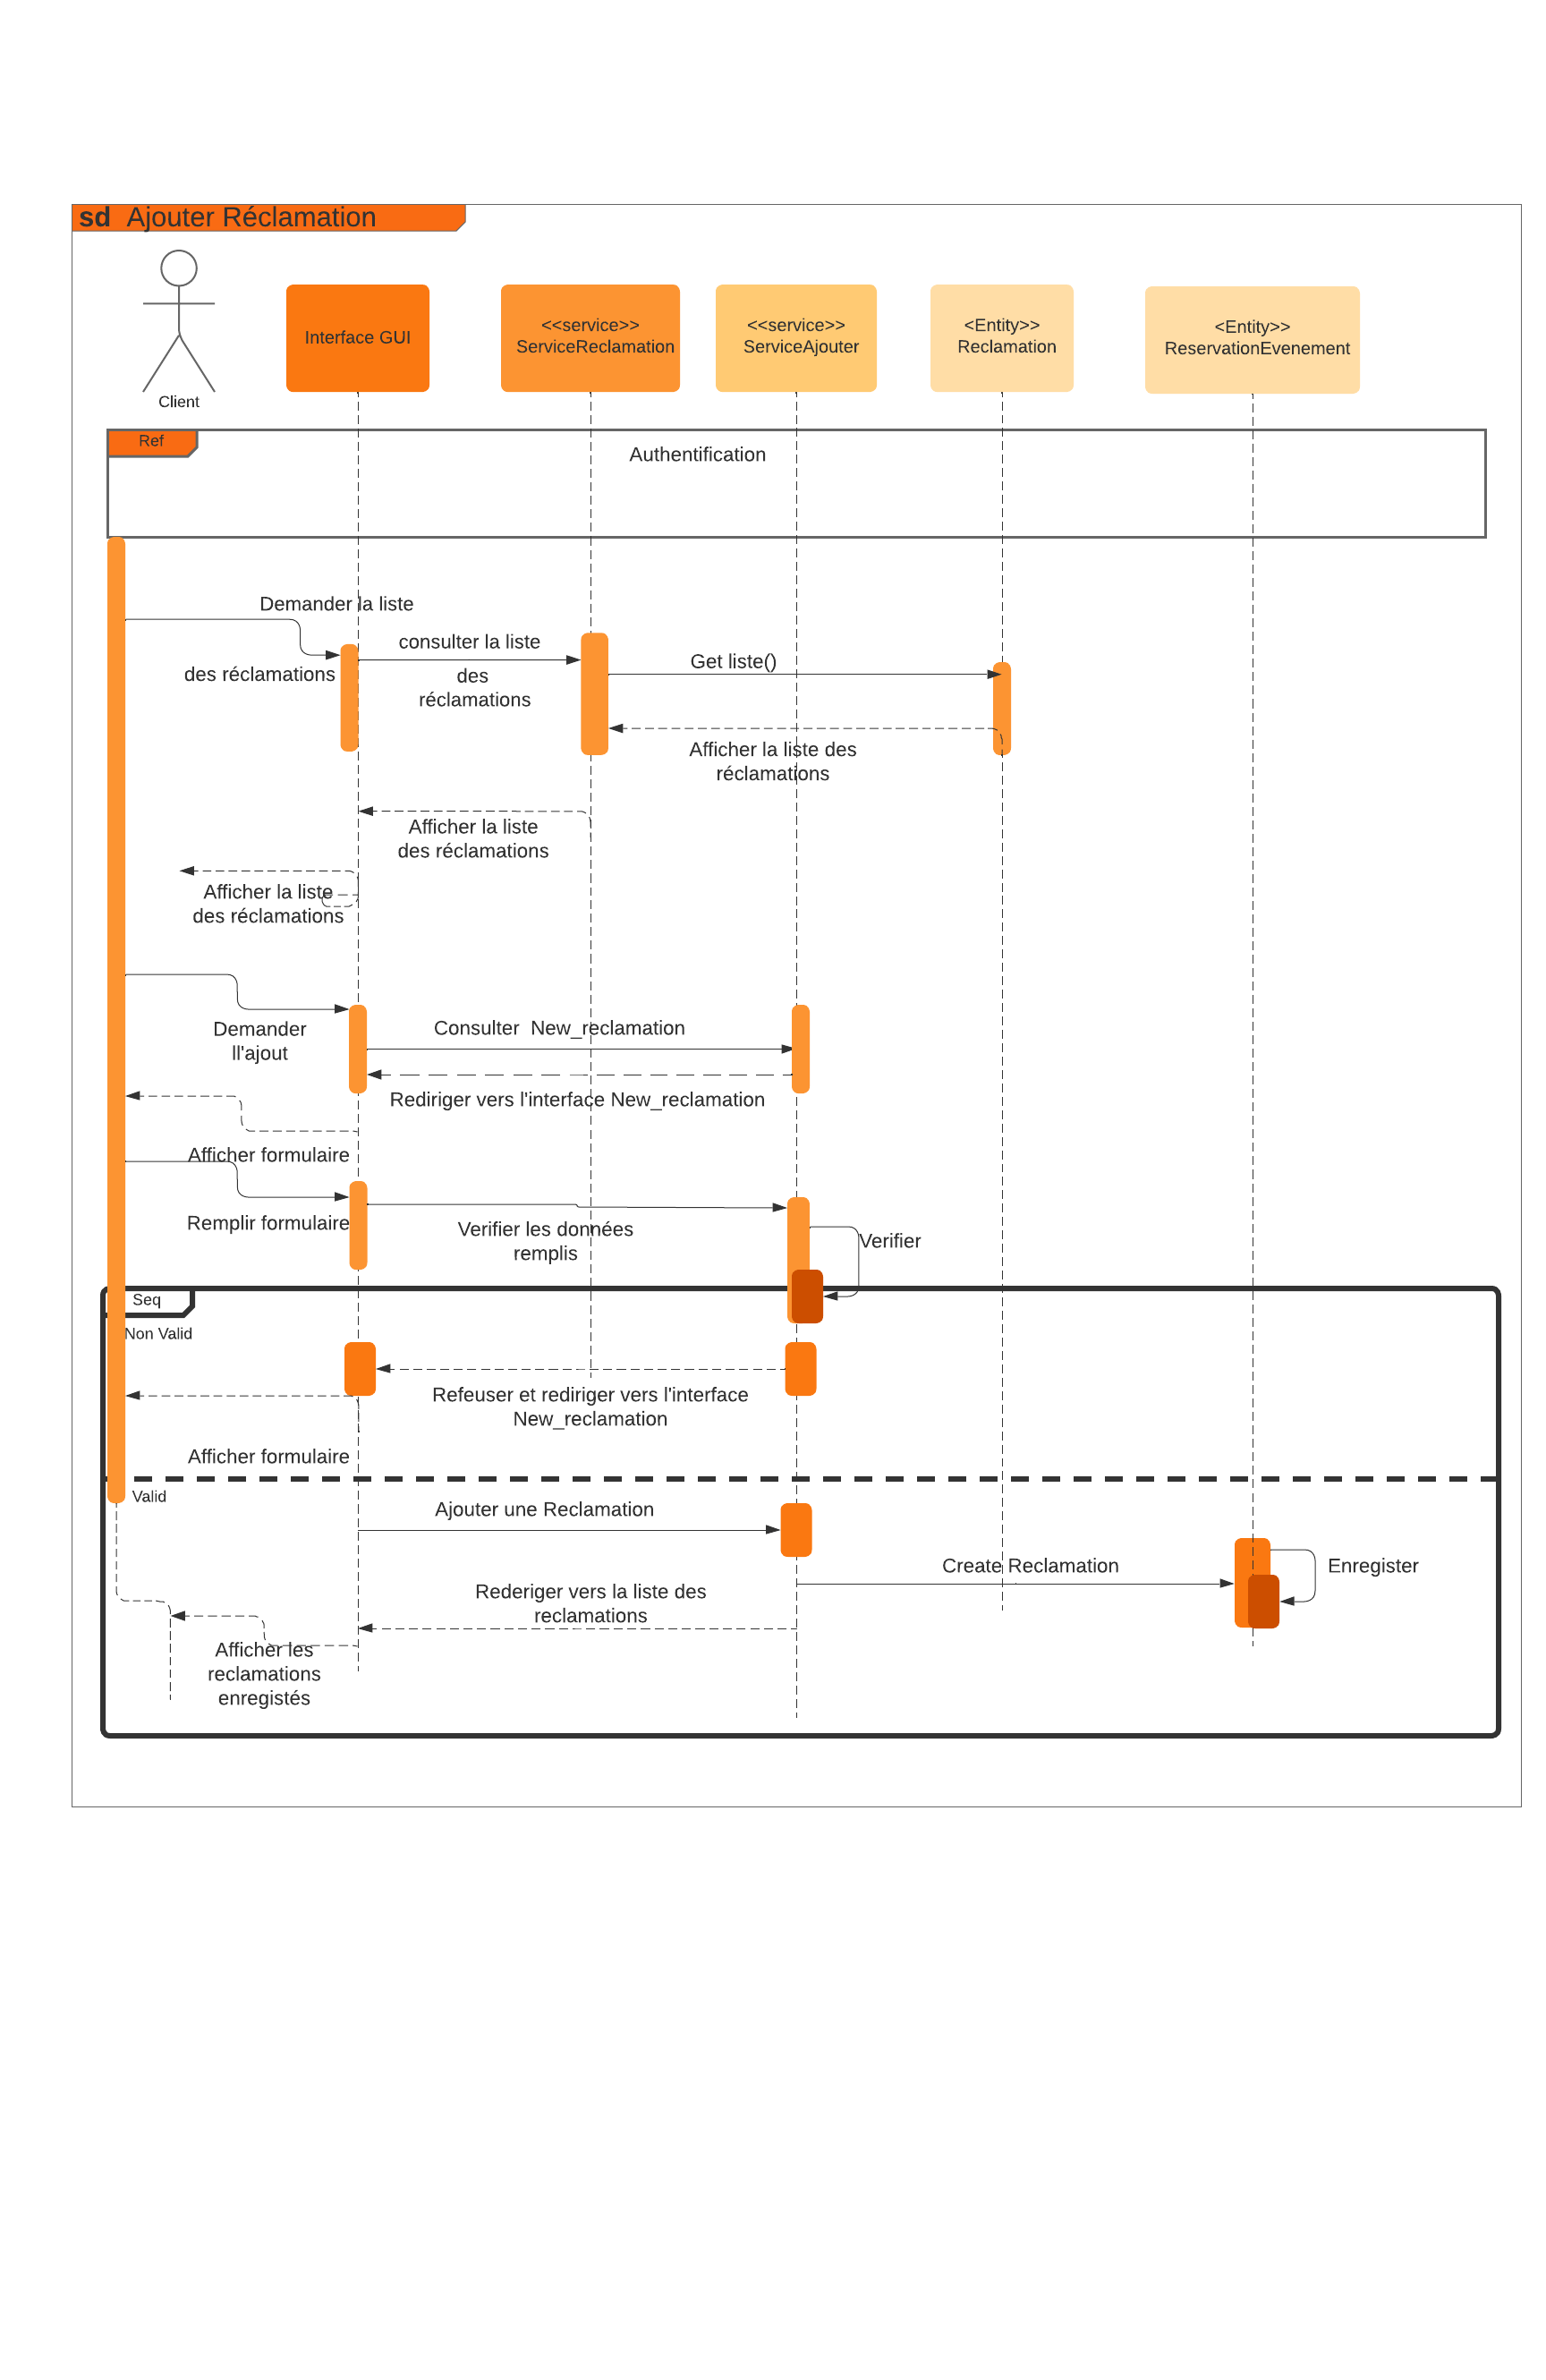 sd Ajouter Réclamation
Client
Interface GUI
<<service>>
ServiceReclamation
<<service>>
ServiceAjouter
<Entity>>
Reclamation
<Entity>>
ReservationEvenement
Ref
Authentification
Demander la liste
des réclamations
consulter la liste
des
réclamations
Get liste()
Afficher la liste des
réclamations
Afficher la liste
des réclamations
Afficher la liste
des réclamations
Demander
ll'ajout
Consulter New_reclamation
Rediriger vers l'interface New_reclamation
Afficher formulaire
Remplir formulaire
Verifier les données
remplis
Verifier
Seq
Non Valid
Refeuser et rediriger vers l'interface
New_reclamation
Afficher formulaire
Valid
Ajouter une Reclamation
Create Reclamation
Enregister
Rederiger vers la liste des
reclamations
Afficher les
reclamations
enregistés